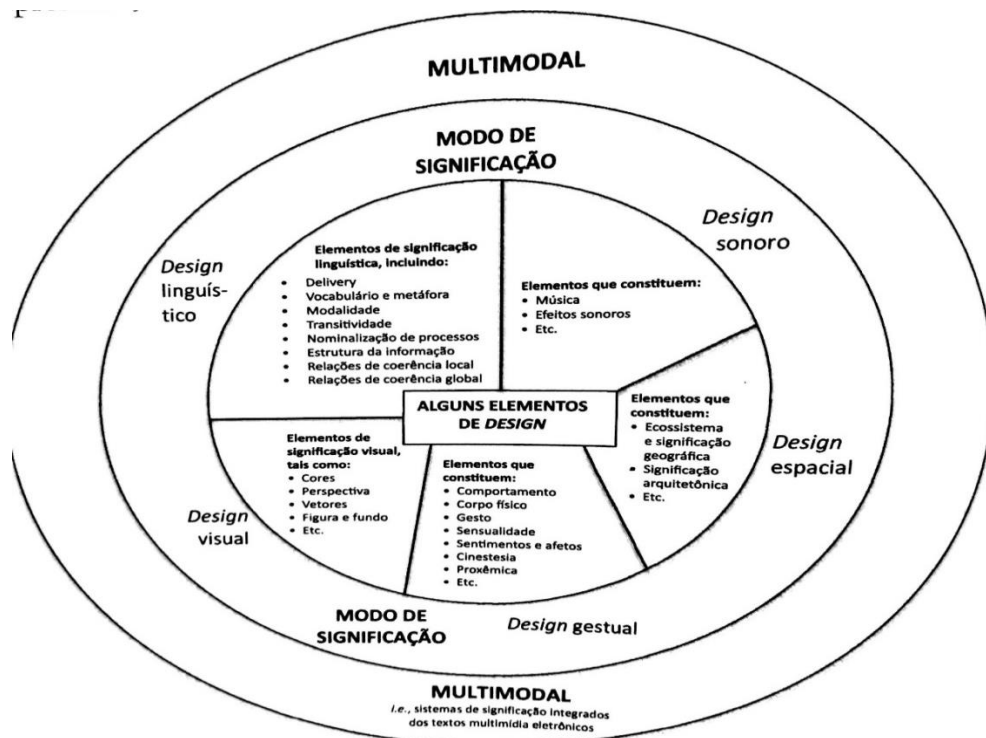 MULTIMODAL
MODO DE
SIGNIFICAÇÃO
Design
linguís-
tico
Elementos de significação
linguística, incluindo:
• Delivery
• Vocabulário e metáfora
• Modalidade
• Transitividade
• Nominalização de processos
• Estrutura da informação
• Relações de coerência local
• Relações de coerência global
Design
sonoro
Elementos que constituem:
• Música
• Efeitos sonoros
• Etc.
ALGUNS ELEMENTOS
DE DESIGN
Elementos que
constituem:
• Ecossistema
e significação
geográfica
• Significação
arquitetônica
• Etc.
Design
espacial
Elementos de
significação visual,
tais como:
• Cores
• Perspectiva
• Vetores
• Figura e fundo
• Etc.
Design
visual
Elementos que
constituem:
• Comportamento
• Corpo físico
• Gesto
• Sensualidade
• Sentimentos e afetos
• Cinestesia
• Proxêmica
• Etc.
MODO DE
SIGNIFICAÇÃO
Design gestual
MULTIMODAL
i.e., sistemas de significação integrados
dos textos multimídia eletrônicos